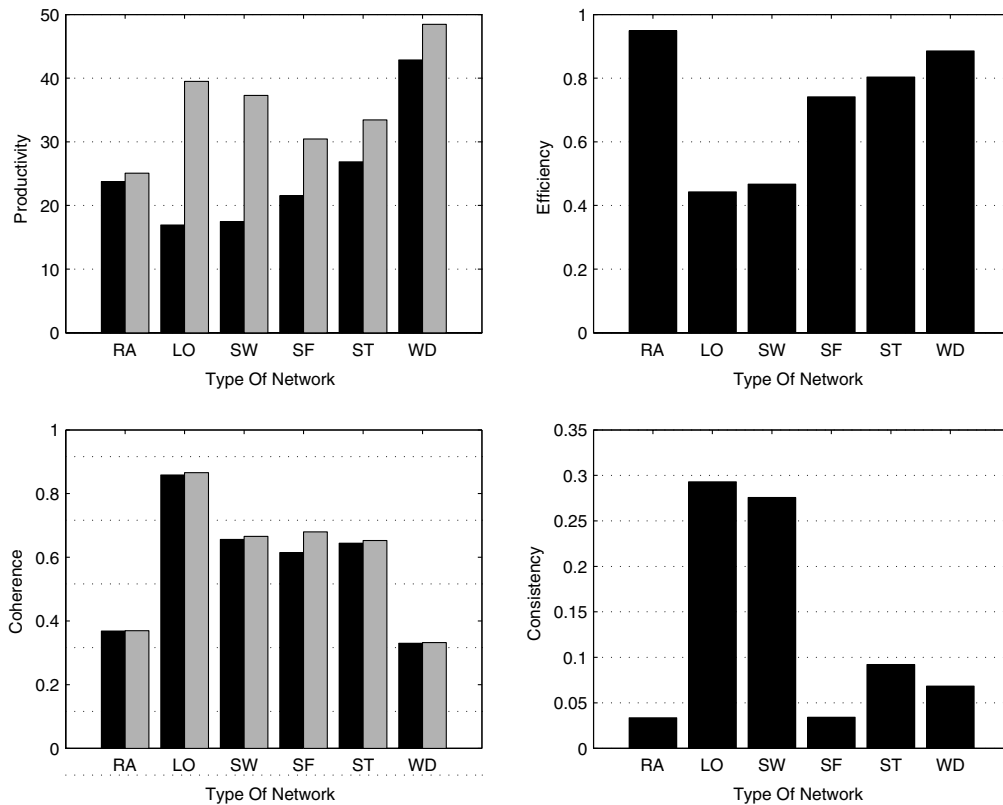 50
40
30
20
10
0
Productivity
RA LO SW SF ST WD
Type Of Network
1
0.8
0.6
0.4
0.2
0
Efficiency
RA LO SW SF ST WD
Type Of Network
1
0.8
0.6
0.4
0.2
0
Coherence
RA LO SW SF ST WD
Type Of Network
0.35
0.3
0.25
0.2
0.15
0.1
0.05
0
Consistency
RA LO SW SF ST WD
Type Of Network